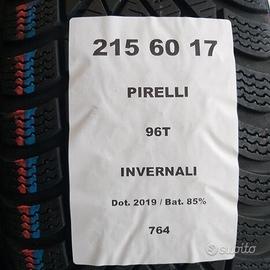 215 60 17
PIRELLI
96T
INVERNALI
Dot. 2019 / Bat. 85%
764
subito